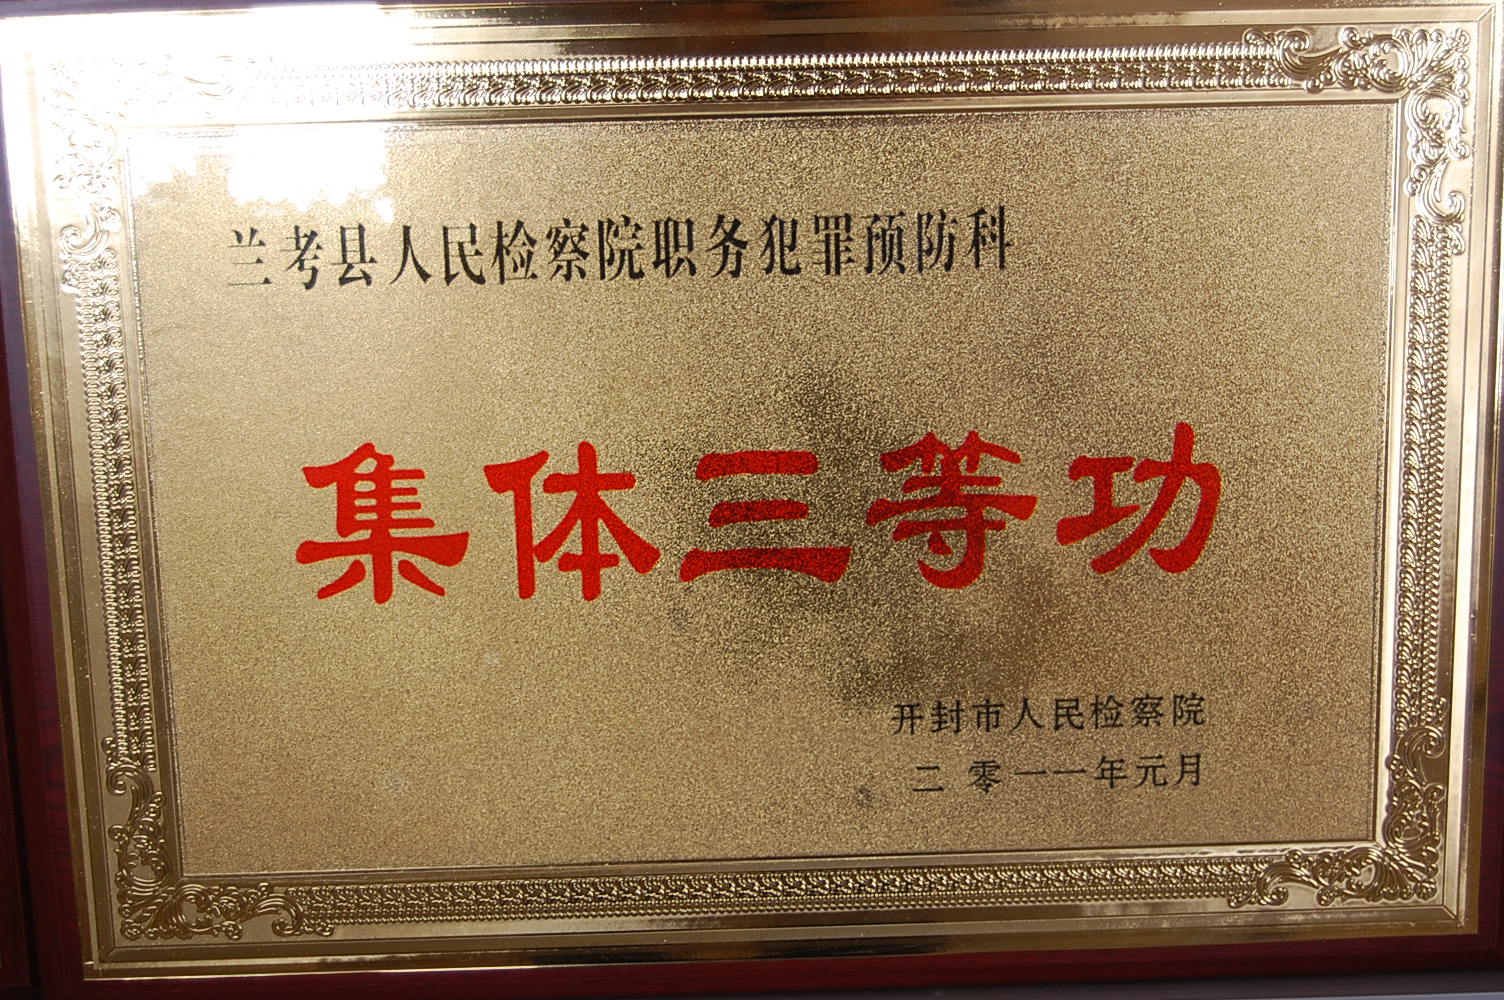 兰考县人民检察院职务犯罪预防科
集体三等功
开封市人民检察院
二零一一年元月